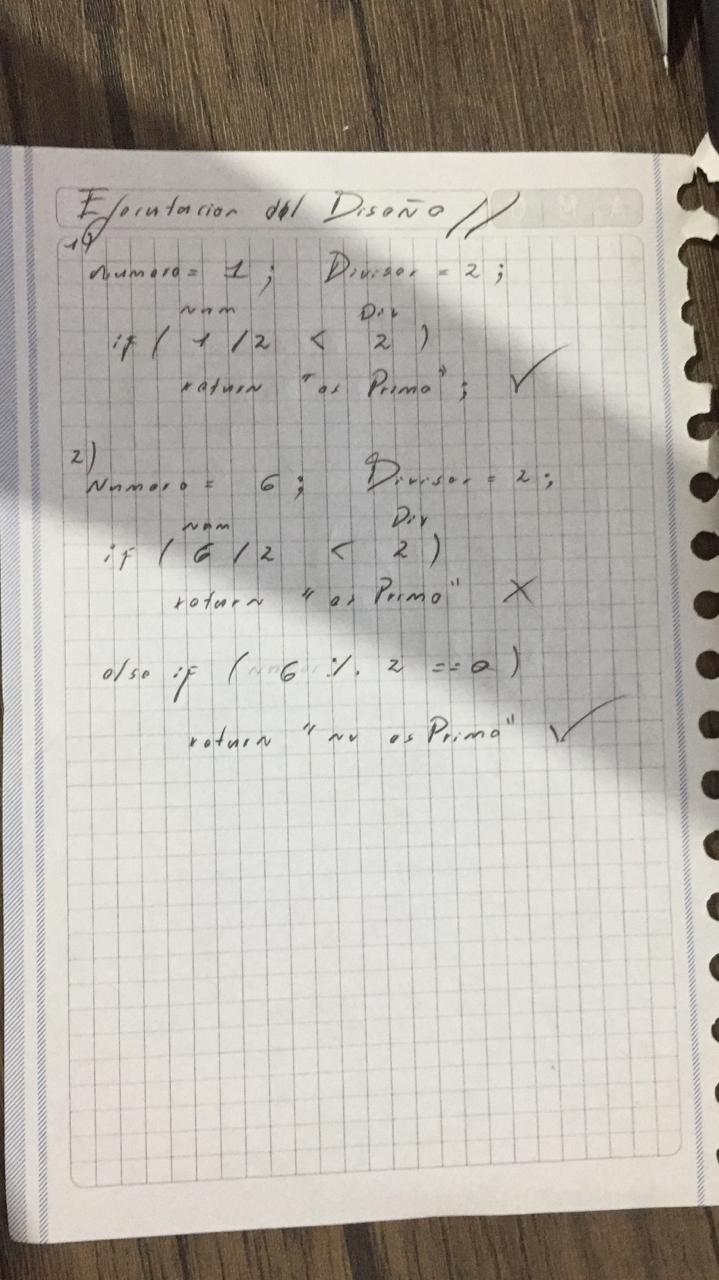 Ejecutacion del Diseño //
1)
Numero = 1 ; Divisor = 2 ;
Num Div
if ( 1 / 2 < 2 )
return "es Primo" ; ✓
2)
Numero = 6 ; Divisor = 2 ;
Num Div
if ( 6 / 2 < 2 )
return "es Primo" X
else if ( 6 % 2 == 0 )
return "no es Primo" ✓